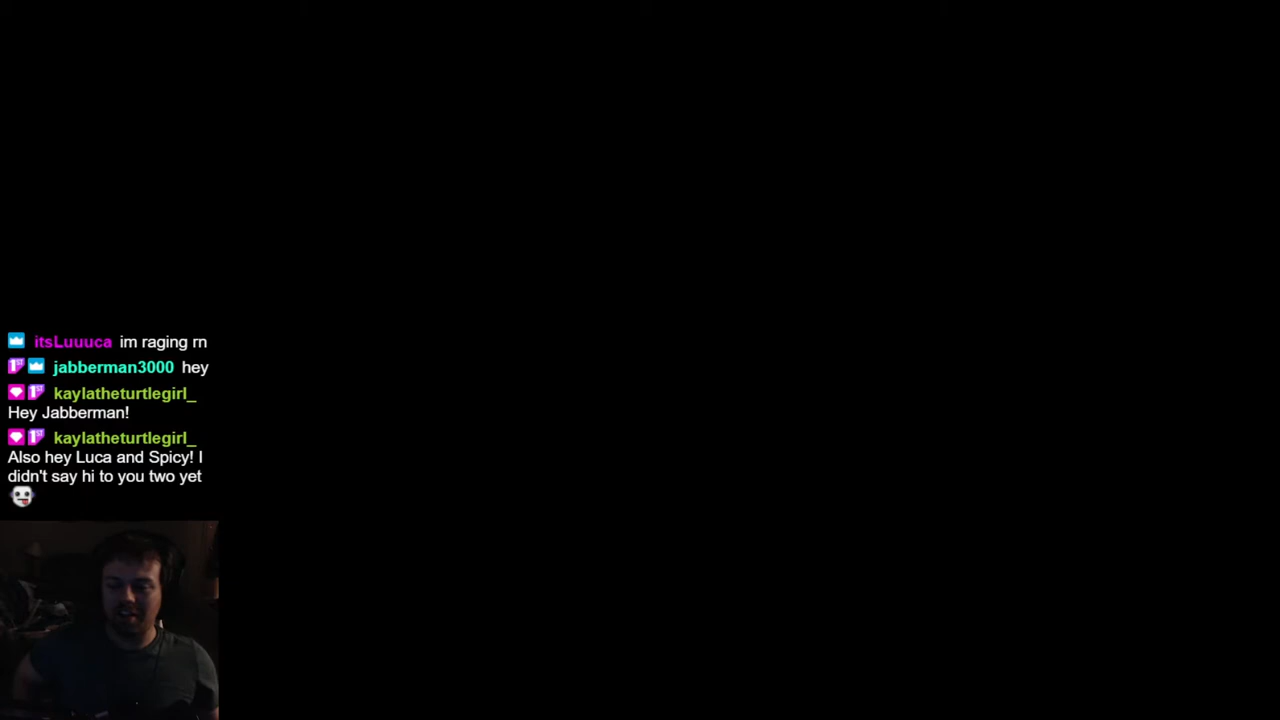 itsLuuuca im raging rn
jabberman3000 hey
kaylatheturtlegirl_
Hey Jabberman!
kaylatheturtlegirl_
Also hey Luca and Spicy! I
didn't say hi to you two yet